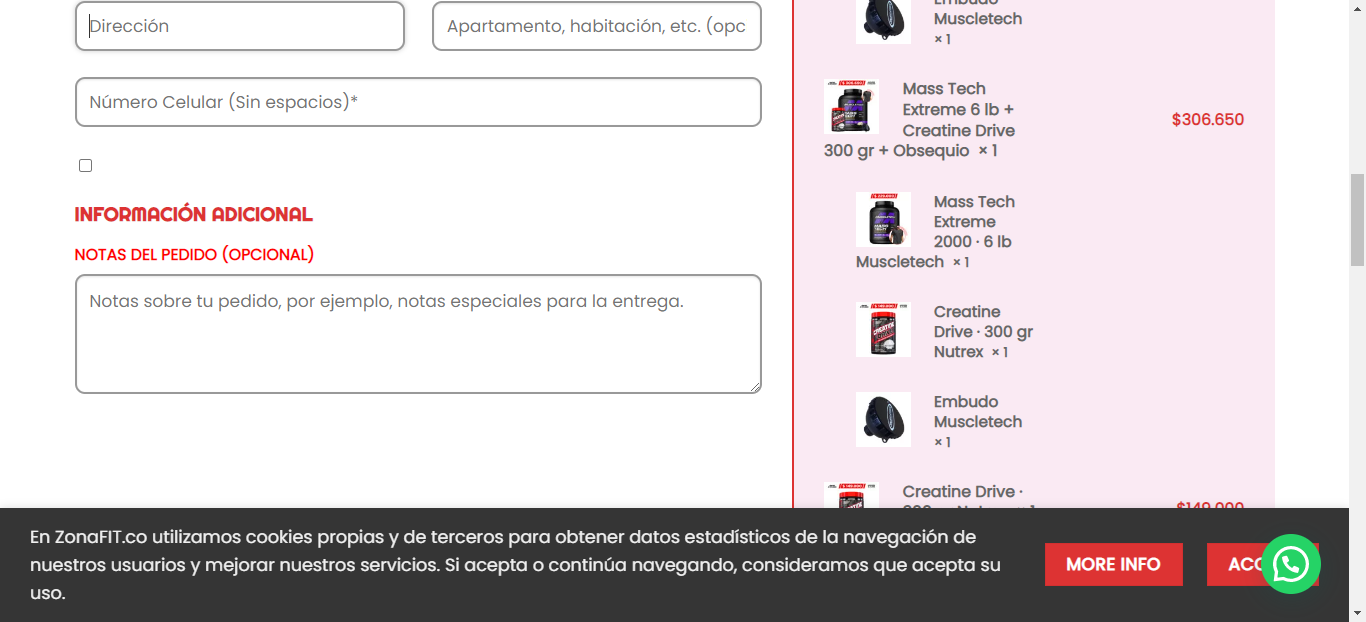 Dirección
Apartamento, habitación, etc. (opc
Número Celular (Sin espacios)*
INFORMACIÓN ADICIONAL
NOTAS DEL PEDIDO (OPCIONAL)
Notas sobre tu pedido, por ejemplo, notas especiales para la entrega.
Embudo
Muscletech
× 1
Mass Tech
Extreme 6 lb +
Creatine Drive
300 gr + Obsequio × 1
$306.650
Mass Tech
Extreme
2000 · 6 lb
Muscletech × 1
Creatine
Drive · 300 gr
Nutrex × 1
Embudo
Muscletech
× 1
Creatine Drive ·
$149.900
En ZonaFIT.co utilizamos cookies propias y de terceros para obtener datos estadísticos de la navegación de
nuestros usuarios y mejorar nuestros servicios. Si acepta o continúa navegando, consideramos que acepta su
uso.
MORE INFO
ACC